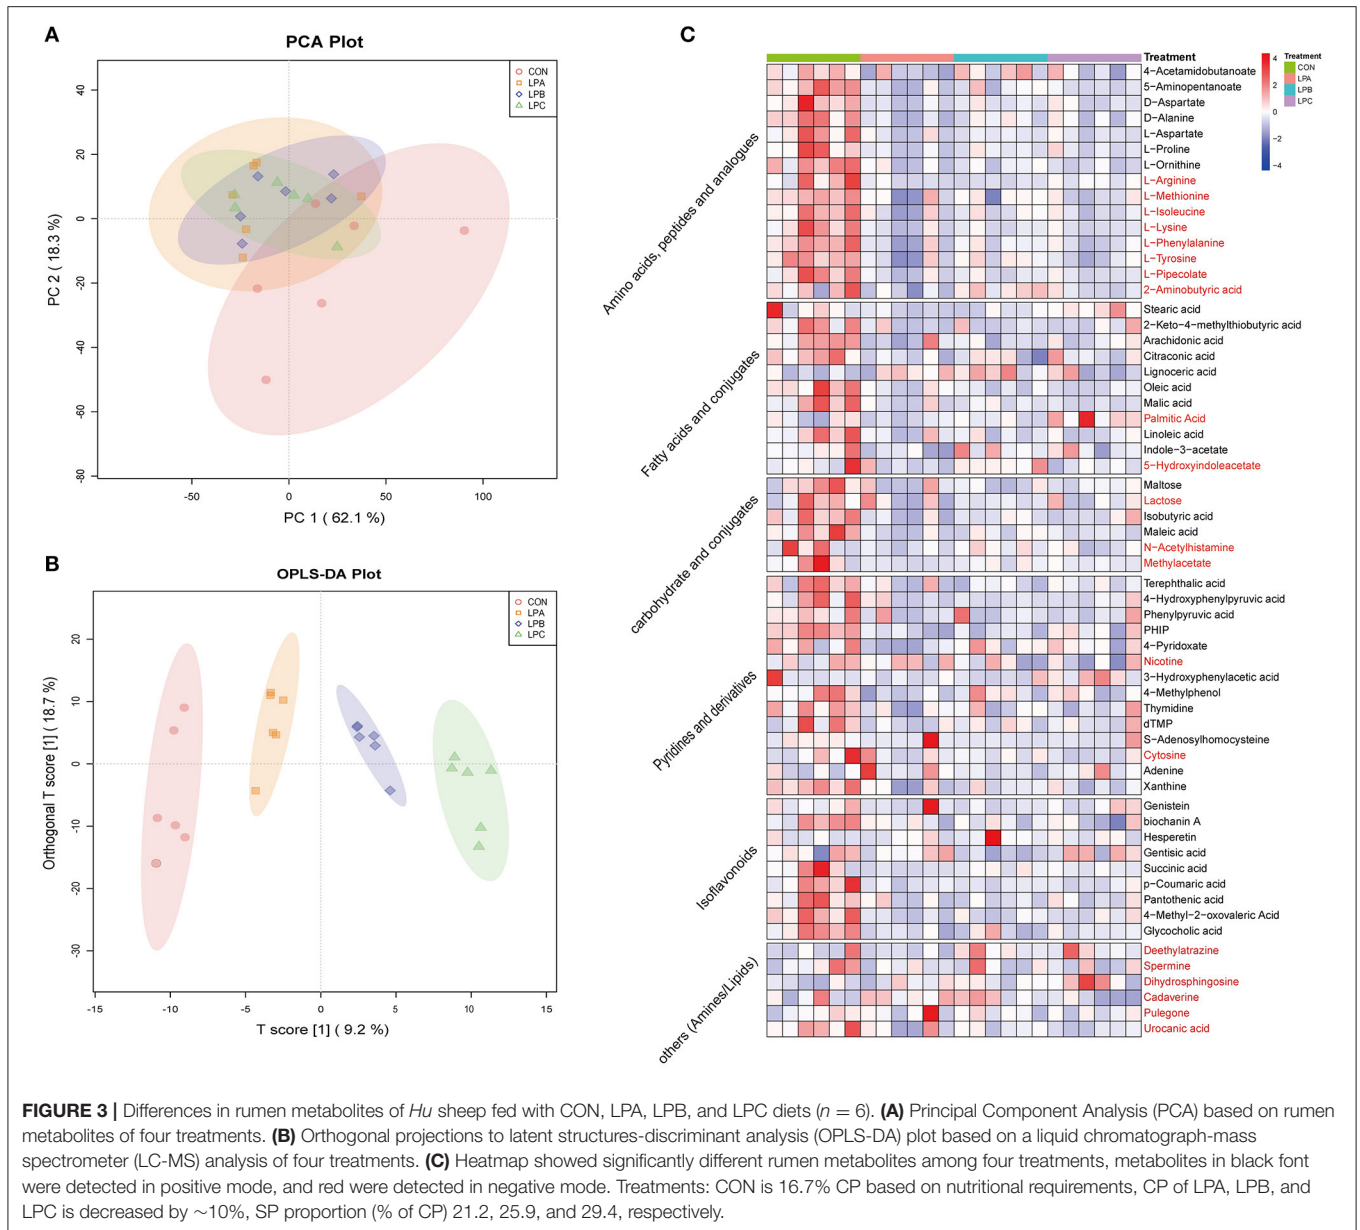 A
PCA Plot
CON
LPA
LPB
LPC
40
20
0
-20
-40
-60
-80
PC 2 ( 18.3 %)
-50
0
50
100
PC 1 ( 62.1 %)
B
OPLS-DA Plot
CON
LPA
LPB
LPC
20
10
0
-10
-20
-30
Orthogonal T score [1] ( 18.7 %)
-15
-10
-5
0
5
10
15
T score [1] ( 9.2 %)
C
Treatment
4−Acetamidobutanoate
5−Aminopentanoate
D−Aspartate
D−Alanine
L−Aspartate
L−Proline
L−Ornithine
L−Arginine
L−Methionine
L−Isoleucine
L−Lysine
L−Phenylalanine
L−Tyrosine
L−Pipecolate
2−Aminobutyric acid
Amino acids, peptides and analogues
Stearic acid
2−Keto−4−methylthiobutyric acid
Arachidonic acid
Citraconic acid
Lignoceric acid
Oleic acid
Malic acid
Palmitic Acid
Linoleic acid
Indole−3−acetate
5−Hydroxyindoleacetate
Fatty acids and conjugates
Maltose
Lactose
Isobutyric acid
Maleic acid
N−Acetylhistamine
Methylacetate
carbohydrate and conjugates
Terephthalic acid
4−Hydroxyphenylpyruvic acid
Phenylpyruvic acid
PHIP
4−Pyridoxate
Nicotine
3−Hydroxyphenylacetic acid
4−Methylphenol
Thymidine
dTMP
S−Adenosylhomocysteine
Cytosine
Adenine
Xanthine
Pyridines and derivatives
Genistein
biochanin A
Hesperetin
Gentisic acid
Succinic acid
p−Coumaric acid
Pantothenic acid
4−Methyl−2−oxovaleric Acid
Glycocholic acid
Isoflavonoids
Deethylatrazine
Spermine
Dihydrosphingosine
Cadaverine
Pulegone
Urocanic acid
others (Amines/Lipids)
4
2
0
−2
−4
Treatment
CON
LPA
LPB
LPC
FIGURE 3 | Differences in rumen metabolites of Hu sheep fed with CON, LPA, LPB, and LPC diets (n = 6). (A) Principal Component Analysis (PCA) based on rumen
metabolites of four treatments. (B) Orthogonal projections to latent structures-discriminant analysis (OPLS-DA) plot based on a liquid chromatograph-mass
spectrometer (LC-MS) analysis of four treatments. (C) Heatmap showed significantly different rumen metabolites among four treatments, metabolites in black font
were detected in positive mode, and red were detected in negative mode. Treatments: CON is 16.7% CP based on nutritional requirements, CP of LPA, LPB, and
LPC is decreased by ∼10%, SP proportion (% of CP) 21.2, 25.9, and 29.4, respectively.